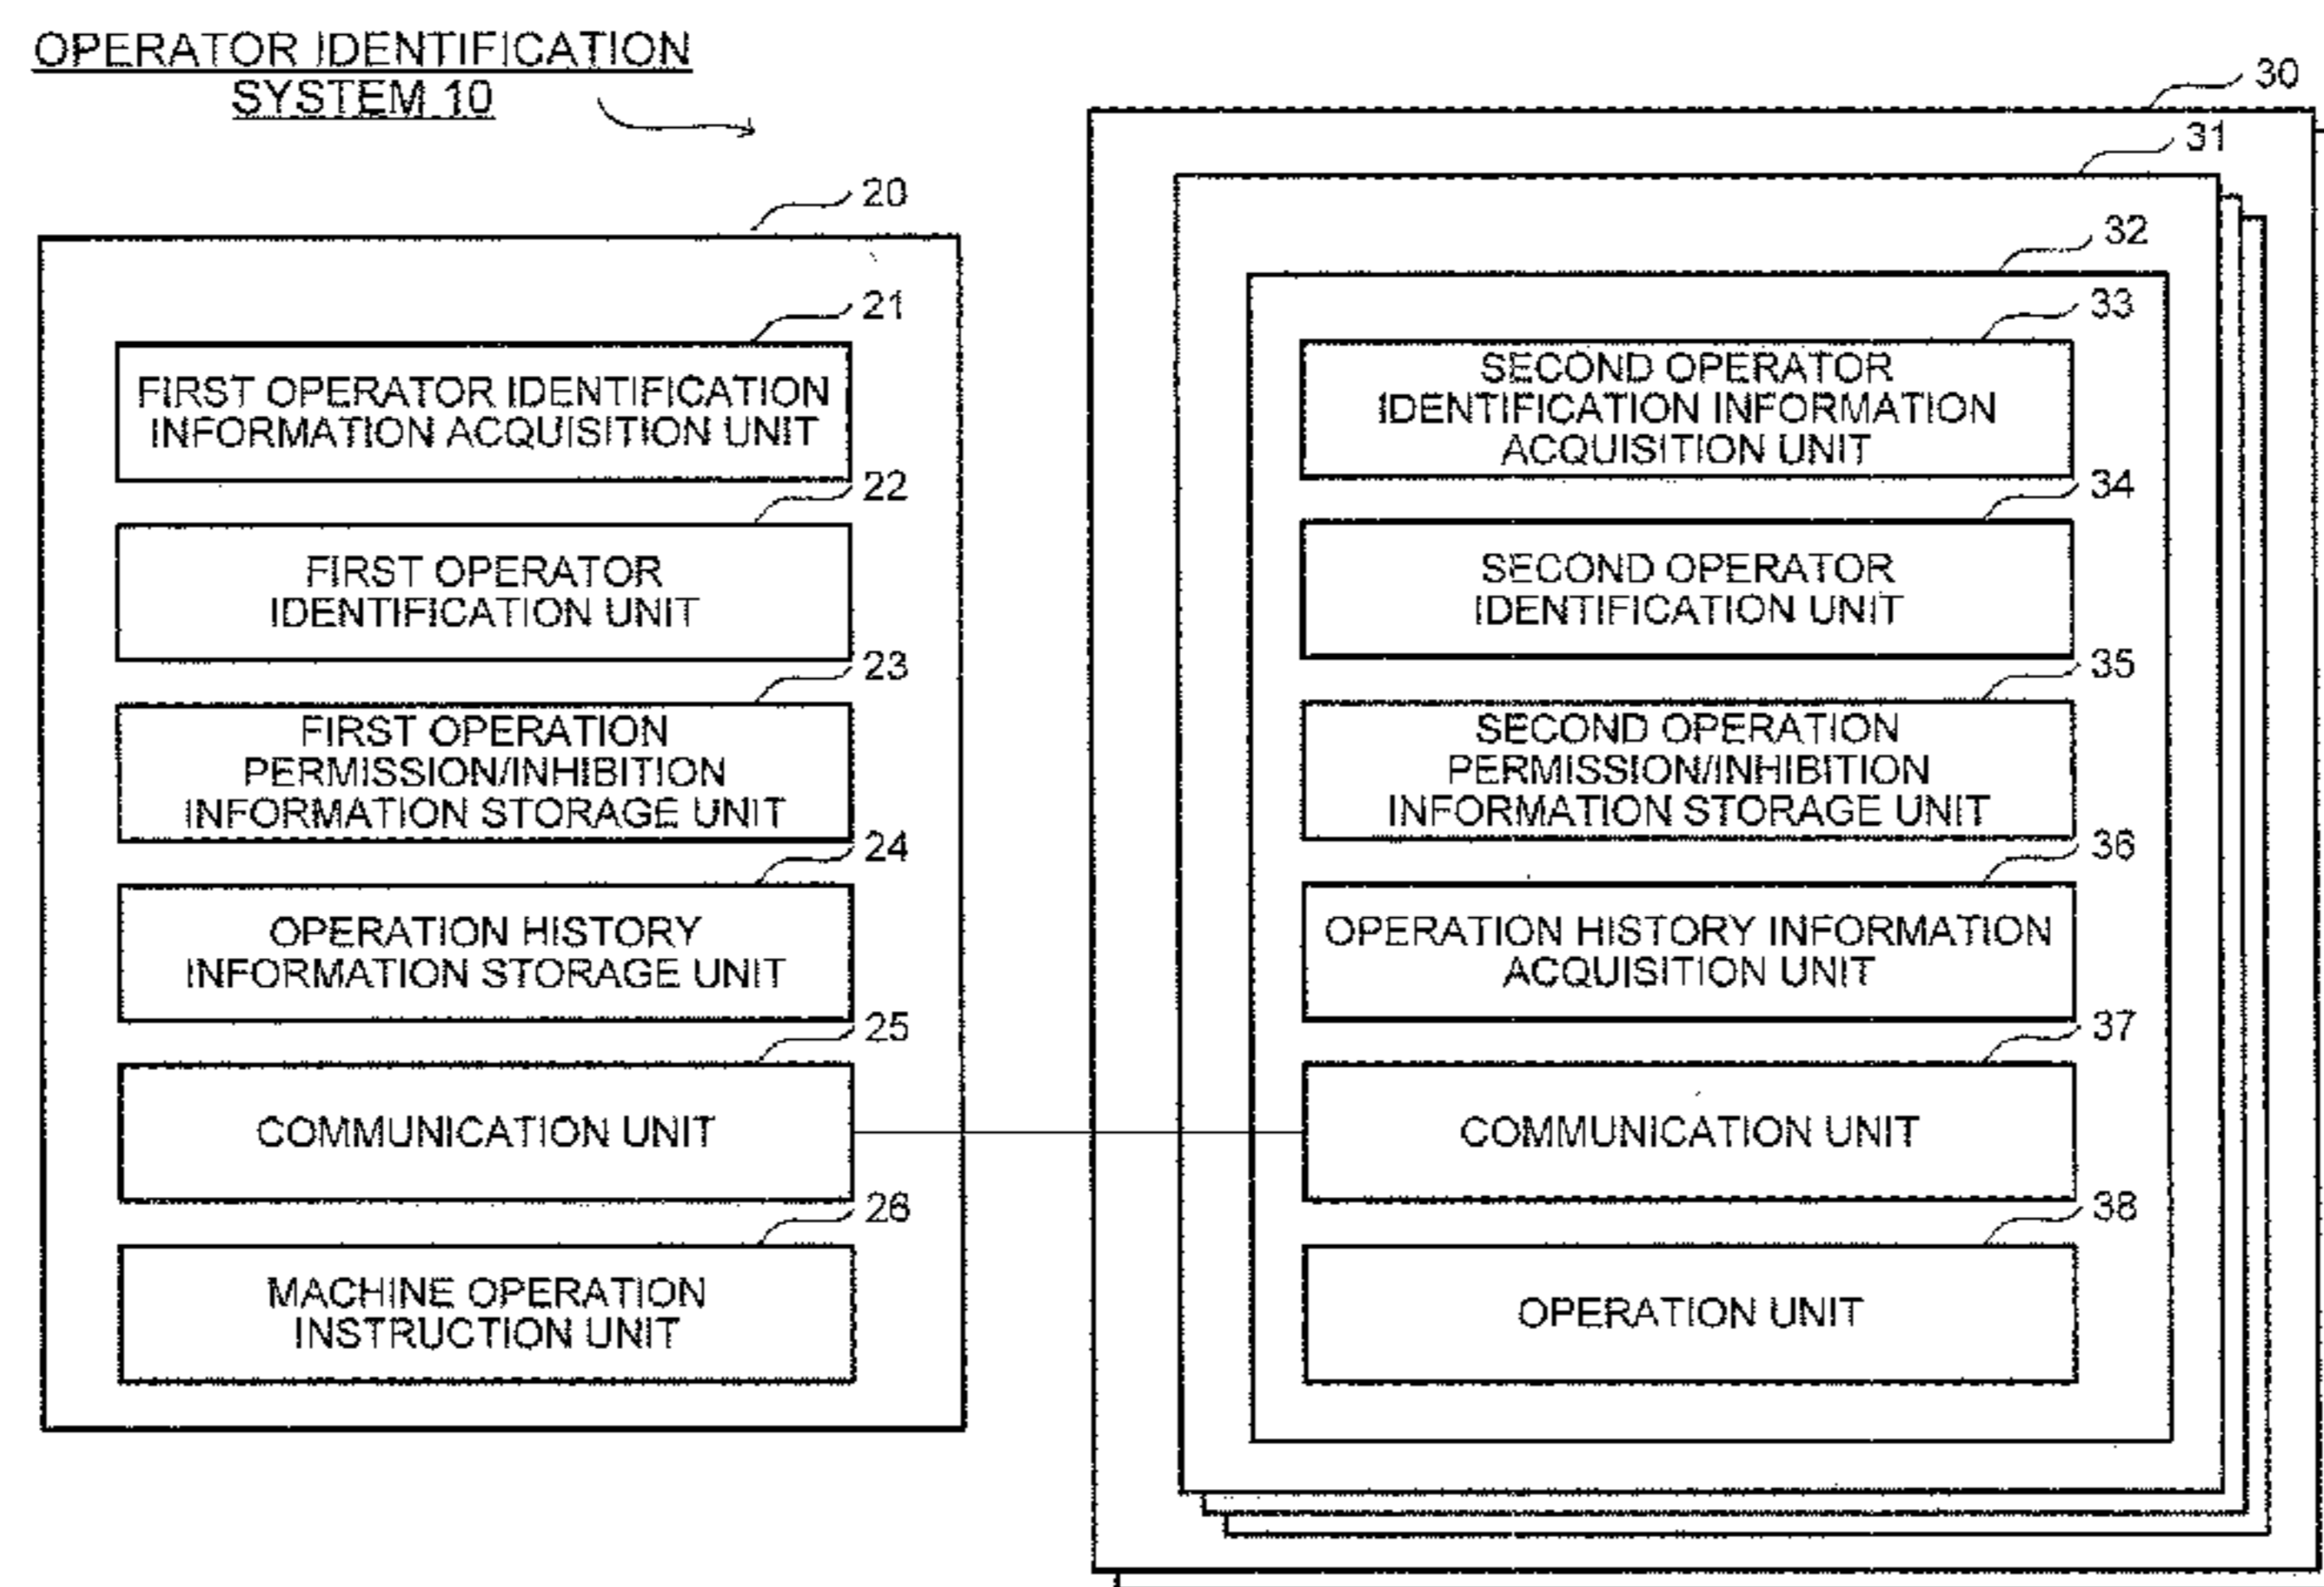 OPERATOR IDENTIFICATION
SYSTEM 10
20
21
FIRST OPERATOR IDENTIFICATION
INFORMATION ACQUISITION UNIT
22
FIRST OPERATOR
IDENTIFICATION UNIT
23
FIRST OPERATION
PERMISSION/INHIBITION
INFORMATION STORAGE UNIT
24
OPERATION HISTORY
INFORMATION STORAGE UNIT
25
COMMUNICATION UNIT
26
MACHINE OPERATION
INSTRUCTION UNIT
30
31
32
33
SECOND OPERATOR
IDENTIFICATION INFORMATION
ACQUISITION UNIT
34
SECOND OPERATOR
IDENTIFICATION UNIT
35
SECOND OPERATION
PERMISSION/INHIBITION
INFORMATION STORAGE UNIT
36
OPERATION HISTORY INFORMATION
ACQUISITION UNIT
37
COMMUNICATION UNIT
38
OPERATION UNIT